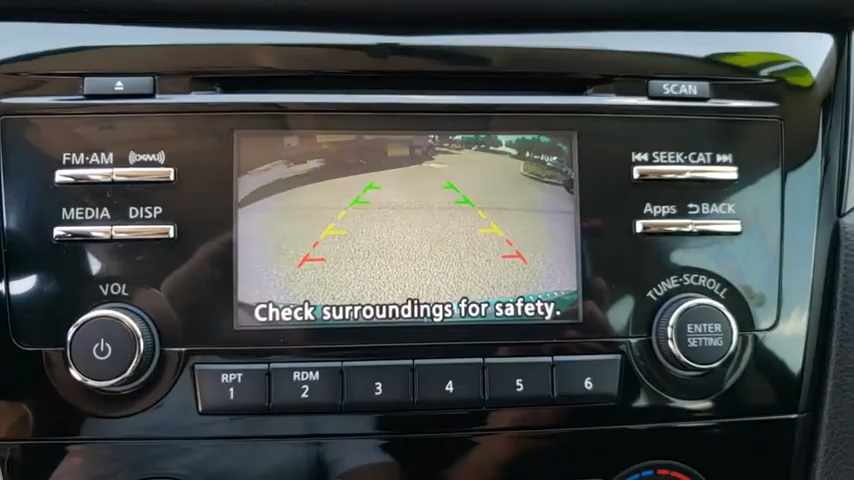 SCAN
FM·AM
(((XM)))
SEEK·CAT
MEDIA
DISP
Apps
BACK
Check surroundings for safety.
VOL
TUNE·SCROLL
ENTER
SETTING
RPT
1
RDM
2
3
4
5
6